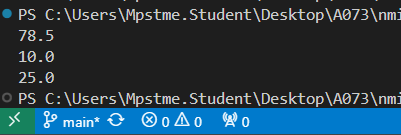 PS C:\Users\Mpstme.Student\Desktop\A073\nmi
78.5
10.0
25.0
PS C:\Users\Mpstme.Student\Desktop\A073\nmi
main* 0 0 0